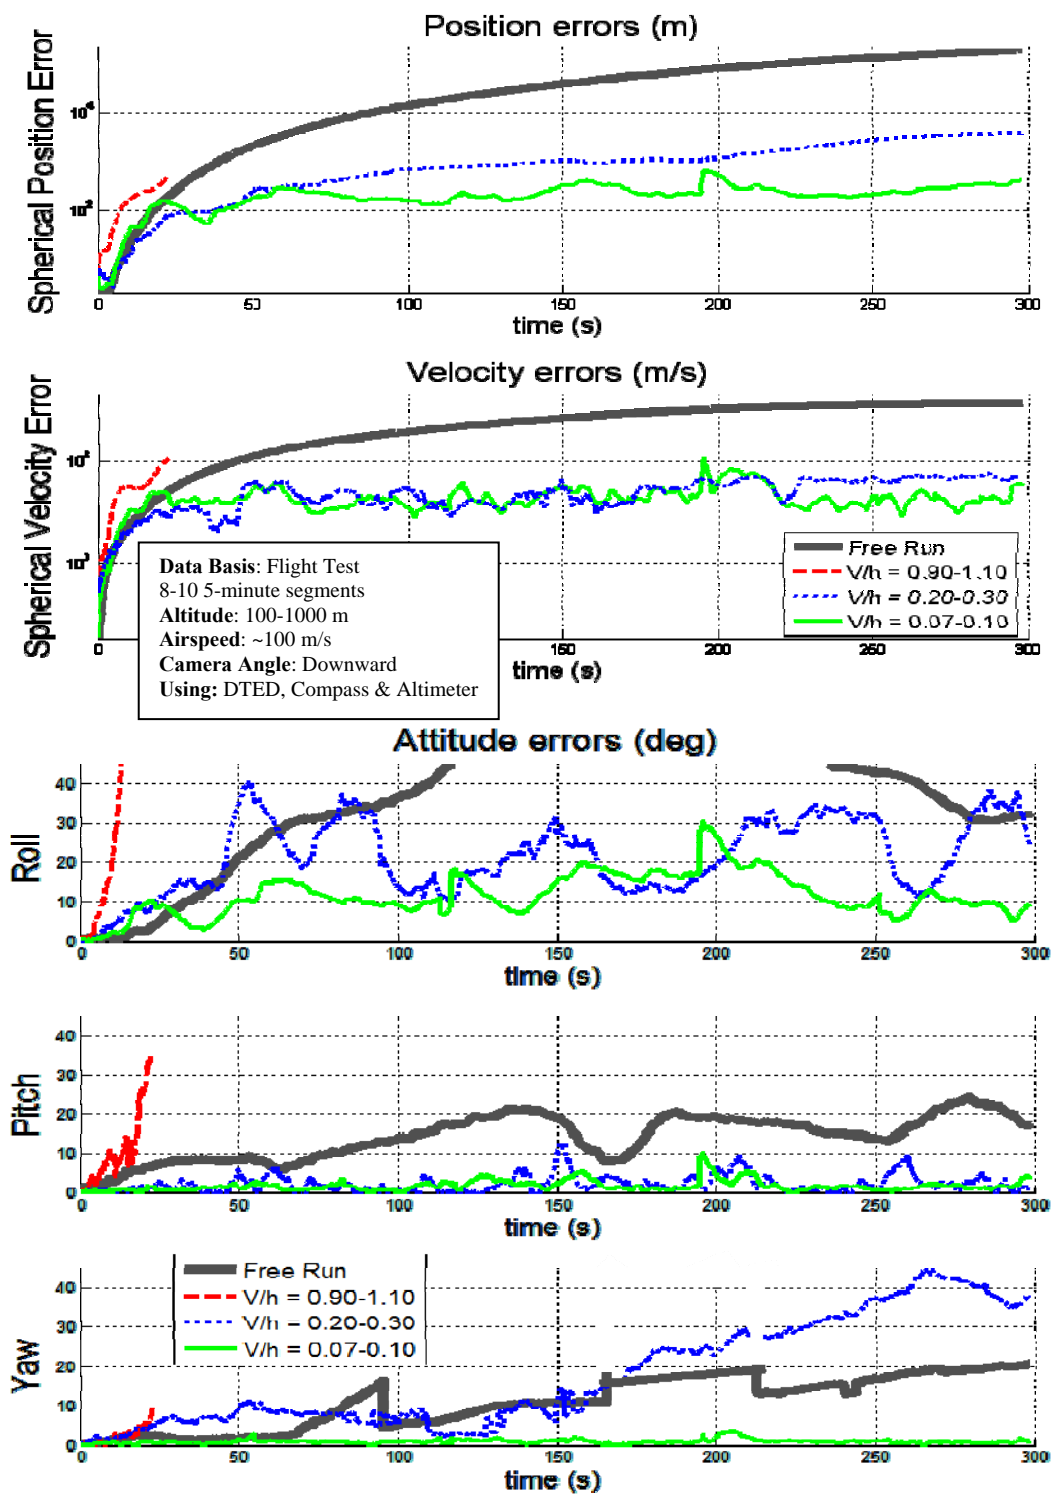 Position errors (m)
Spherical Position Error
10⁴
10²
0 50 100 150 200 250 300
time (s)
Velocity errors (m/s)
Spherical Velocity Error
10²
10⁰
Free Run
V/h = 0.90-1.10
V/h = 0.20-0.30
V/h = 0.07-0.10
Data Basis: Flight Test
8-10 5-minute segments
Altitude: 100-1000 m
Airspeed: ~100 m/s
Camera Angle: Downward
Using: DTED, Compass & Altimeter
0 150 200 250 300
time (s)
Attitude errors (deg)
Roll
40
30
20
10
0
0 50 100 150 200 250 300
time (s)
Pitch
40
30
20
10
0
0 50 100 150 200 250 300
time (s)
Yaw
Free Run
V/h = 0.90-1.10
V/h = 0.20-0.30
V/h = 0.07-0.10
40
30
20
10
0
0 50 100 150 200 250 300
time (s)